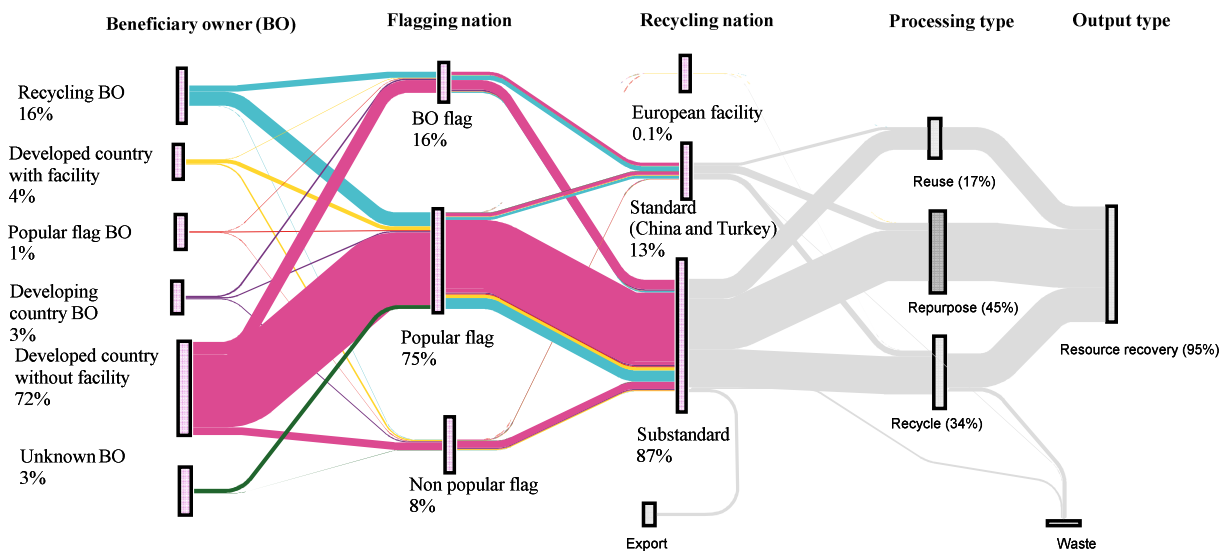 Beneficiary owner (BO)
Flagging nation
Recycling nation
Processing type
Output type
Recycling BO
16%
Developed country
with facility
4%
Popular flag BO
1%
Developing
country BO
3%
Developed country
without facility
72%
Unknown BO
3%
BO flag
16%
Popular flag
75%
Non popular flag
8%
European facility
0.1%
Standard
(China and Turkey)
13%
Substandard
87%
Export
Reuse (17%)
Repurpose (45%)
Recycle (34%)
Resource recovery (95%)
Waste